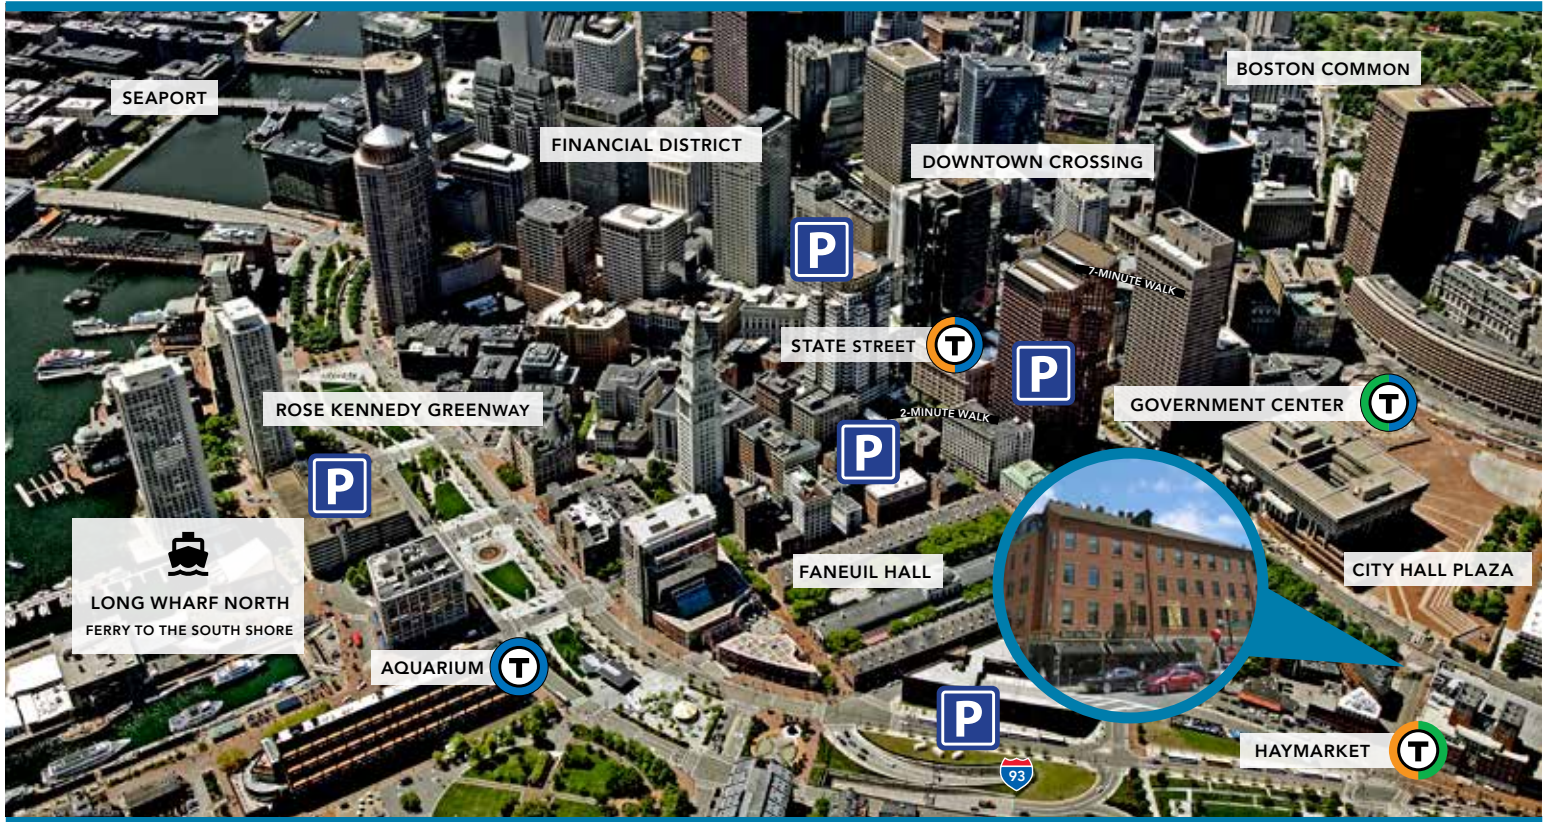 BOSTON COMMON
SEAPORT
FINANCIAL DISTRICT
DOWNTOWN CROSSING
P
7-MINUTE WALK
STATE STREET
T
P
ROSE KENNEDY GREENWAY
2-MINUTE WALK
GOVERNMENT CENTER
T
P
P
LONG WHARF NORTH
FERRY TO THE SOUTH SHORE
FANEUIL HALL
CITY HALL PLAZA
AQUARIUM
T
P
93
HAYMARKET
T